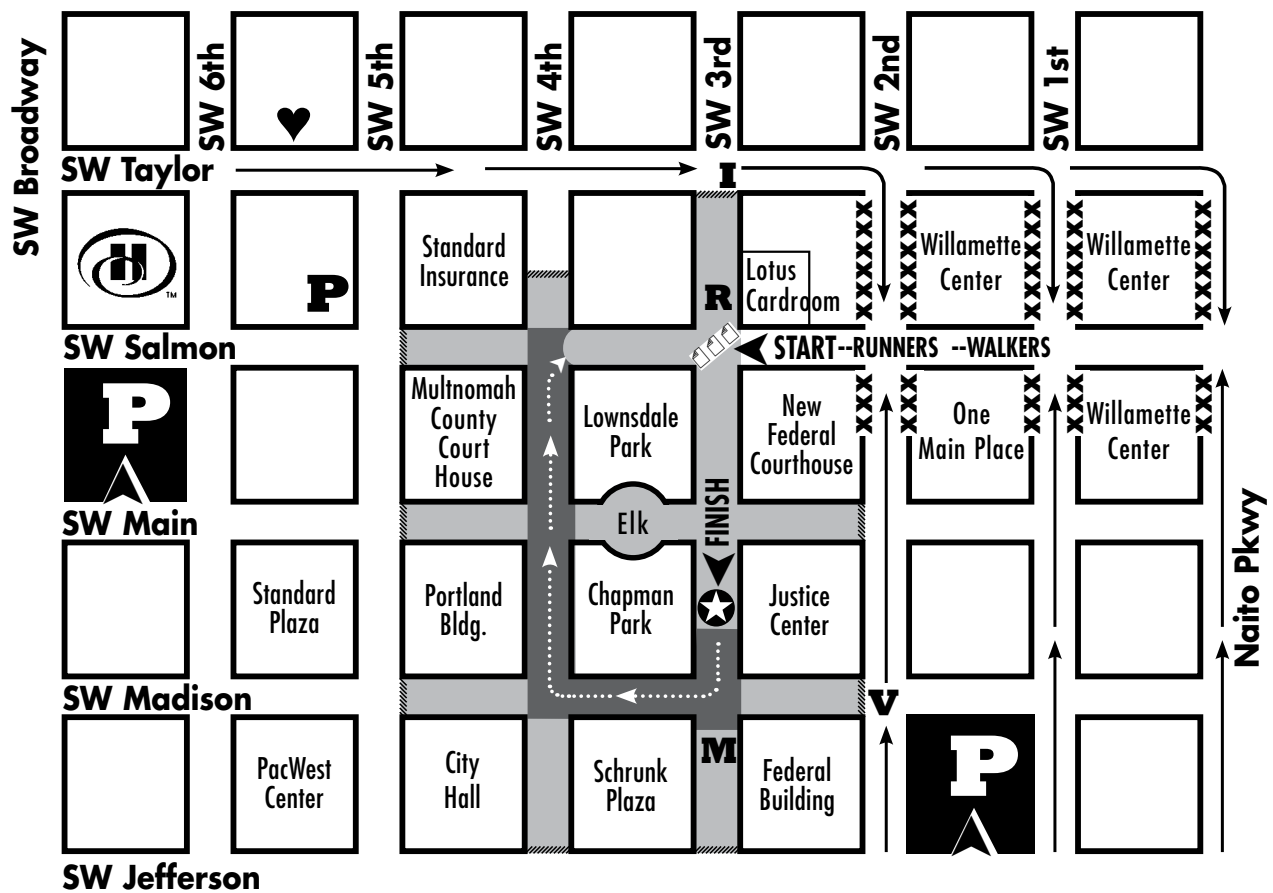 SW Broadway
SW 6th
SW 5th
SW 4th
SW 3rd
SW 2nd
SW 1st
SW Taylor
I
H
TM
P
Standard
Insurance
R
Lotus
Cardroom
Willamette
Center
Willamette
Center
SW Salmon
START--RUNNERS --WALKERS
P
Multnomah
County
Court
House
Lownsdale
Park
New
Federal
Courthouse
One
Main Place
Willamette
Center
SW Main
Elk
FINISH
Standard
Plaza
Portland
Bldg.
Chapman
Park
Justice
Center
Naito Pkwy
SW Madison
V
PacWest
Center
City
Hall
Schrunk
Plaza
M
Federal
Building
P
SW Jefferson